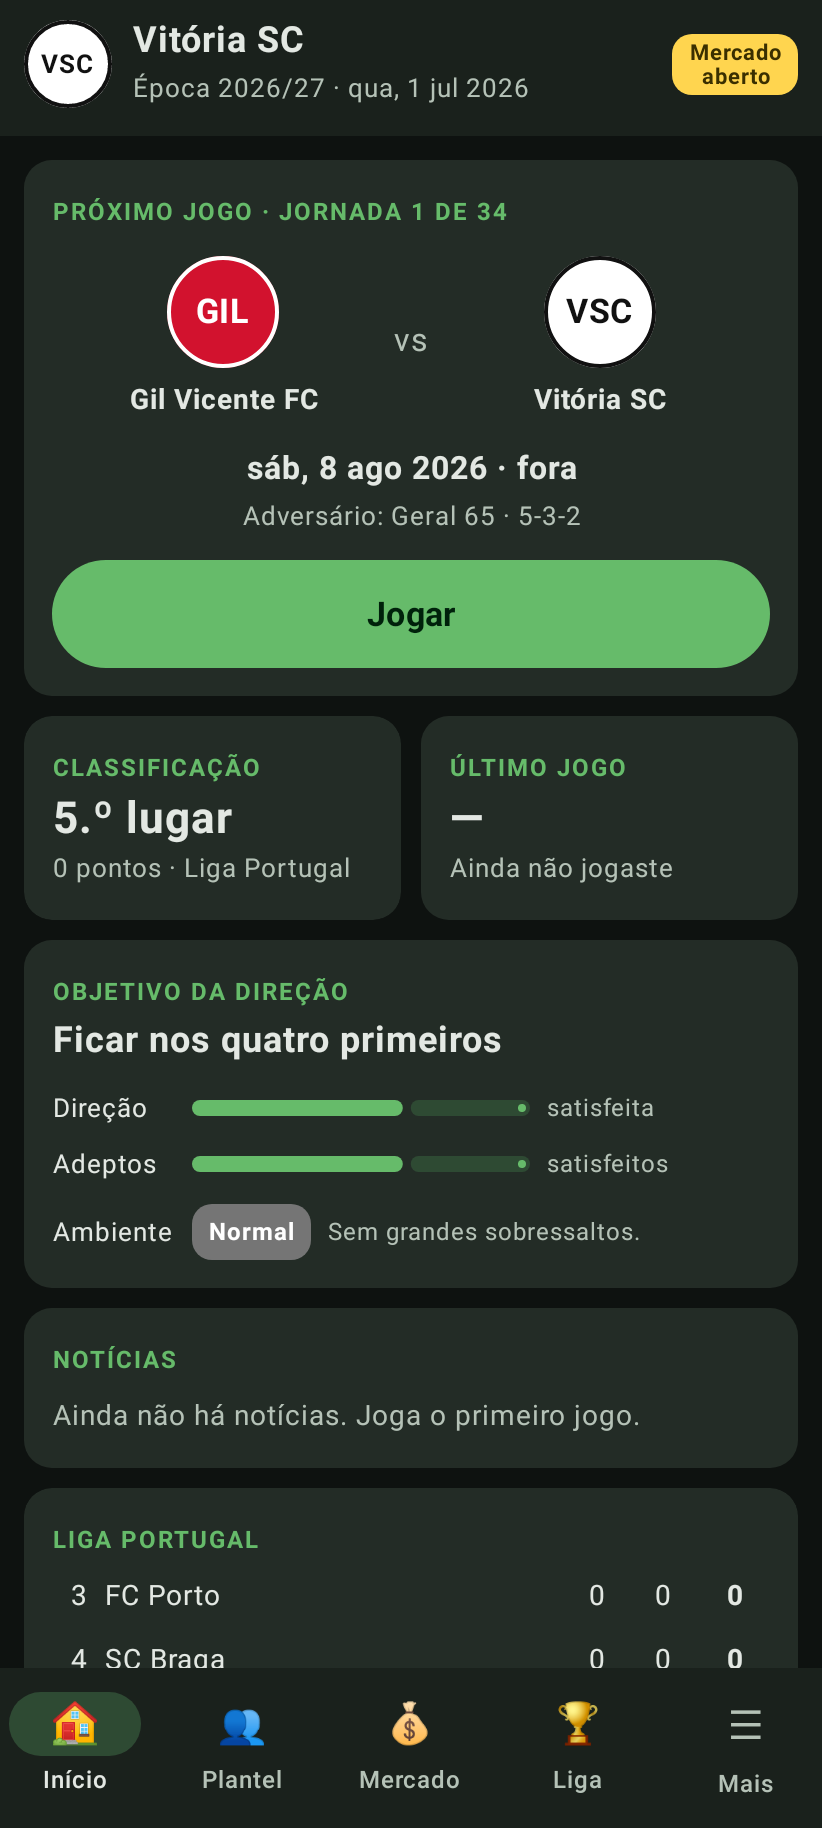 VSC
Vitória SC
Época 2026/27 · qua, 1 jul 2026
Mercado
aberto
PRÓXIMO JOGO · JORNADA 1 DE 34
GIL
vs
VSC
Gil Vicente FC
Vitória SC
sáb, 8 ago 2026 · fora
Adversário: Geral 65 · 5-3-2
Jogar
CLASSIFICAÇÃO
5.º lugar
0 pontos · Liga Portugal
ÚLTIMO JOGO
—
Ainda não jogaste
OBJETIVO DA DIREÇÃO
Ficar nos quatro primeiros
Direção satisfeita
Adeptos satisfeitos
Ambiente Normal Sem grandes sobressaltos.
NOTÍCIAS
Ainda não há notícias. Joga o primeiro jogo.
LIGA PORTUGAL
3 FC Porto 0 0 0
4 SC Braga 0 0 0
Início
Plantel
Mercado
Liga
Mais